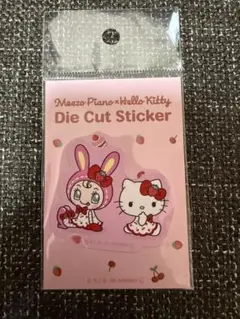 Mezzo Piano × Hello Kitty
Die Cut Sticker